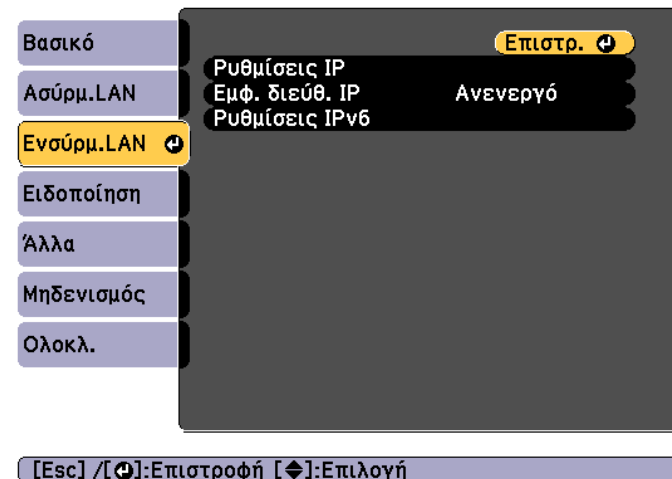 Βασικό
Ασύρμ.LAN
Ενσύρμ.LAN
Ειδοποίηση
Άλλα
Μηδενισμός
Ολοκλ.
Επιστρ.
Ρυθμίσεις IP
Εμφ. διεύθ. IP Ανενεργό
Ρυθμίσεις IPv6
[Esc] /[⏎]:Επιστροφή [◆]:Επιλογή